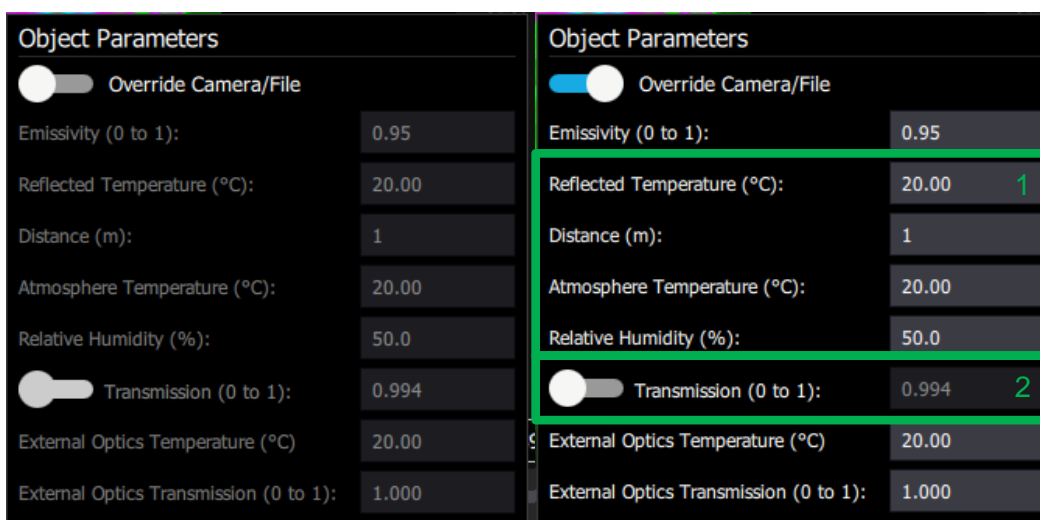 Object Parameters
Override Camera/File
Emissivity (0 to 1): 0.95
Reflected Temperature (°C): 20.00
Distance (m): 1
Atmosphere Temperature (°C): 20.00
Relative Humidity (%): 50.0
Transmission (0 to 1): 0.994
External Optics Temperature (°C) 20.00
External Optics Transmission (0 to 1): 1.000
Object Parameters
Override Camera/File
Emissivity (0 to 1): 0.95
Reflected Temperature (°C): 20.00 1
Distance (m): 1
Atmosphere Temperature (°C): 20.00
Relative Humidity (%): 50.0
Transmission (0 to 1): 0.994 2
External Optics Temperature (°C) 20.00
External Optics Transmission (0 to 1): 1.000